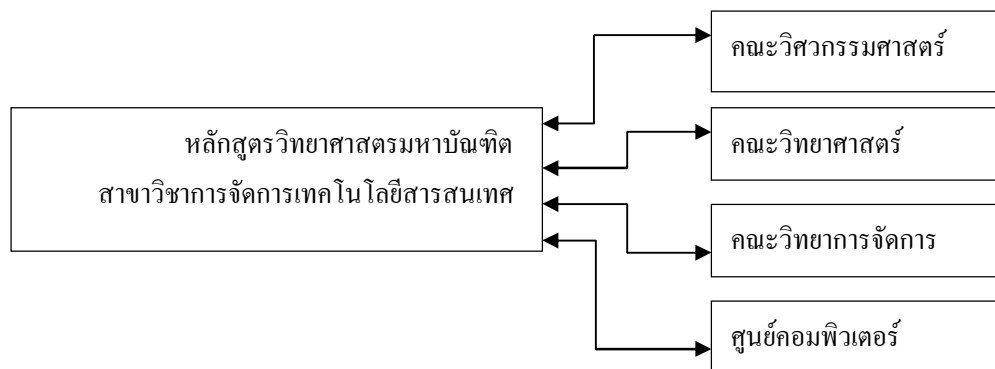 คณะวิศวกรรมศาสตร์
หลักสูตรวิทยาศาสตรมหาบัณฑิต
สาขาวิชาการจัดการเทคโนโลยีสารสนเทศ
คณะวิทยาศาสตร์
คณะวิทยาการจัดการ
ศูนย์คอมพิวเตอร์